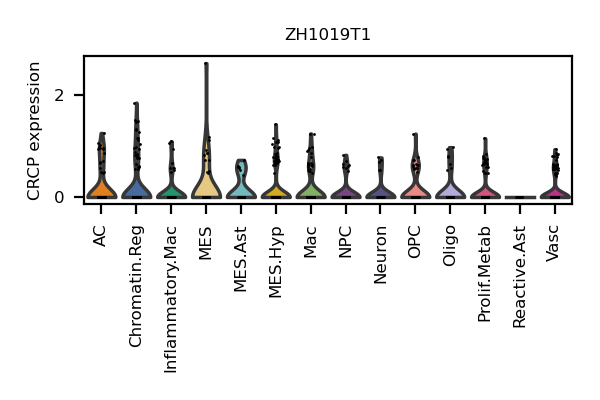 ZH1019T1
CRCP expression
2
0
AC
Chromatin.Reg
Inflammatory.Mac
MES
MES.Ast
MES.Hyp
Mac
NPC
Neuron
OPC
Oligo
Prolif.Metab
Reactive.Ast
Vasc